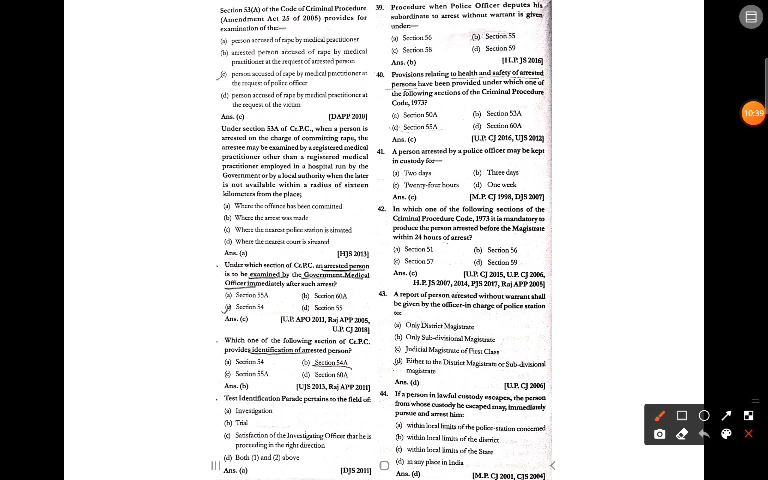 Section 53(A) of the Code of Criminal Procedure
(Amendment Act 25 of 2005) provides for
examination of the:—
(a) person accused of rape by medical practitioner
(b) arrested person accused of rape by medical
practitioner at the request of arrested person
(c) person accused of rape by medical practitioner at
the request of police officer
(d) person accused of rape by medical practitioner at
the request of the victim
Ans. (c) [DAPP 2010]
Under section 53A of Cr.P.C., when a person is
arrested on the charge of committing rape, the
arrestee may be examined by a registered medical
practitioner other than a registered medical
practitioner employed in a hospital run by the
Government or by a local authority when the later
is not available within a radius of sixteen
kilometers from the place;
(a) Where the offence has been committed
(b) Where the arrest was made
(c) Where the nearest police station is situated
(d) Where the nearest court is situated
Ans. (a) [HJS 2013]
Under which section of Cr.P.C. an arrested person
is to be examined by the Government Medical
Officer immediately after such arrest?
(a) Section 55A (b) Section 60A
(c) Section 54 (d) Section 55
Ans. (c) [U.P. APO 2011, Raj APP 2005,
U.P. CJ 2018]
Which one of the following section of Cr.P.C.
provides identification of arrested person?
(a) Section 54 (b) Section 54A
(c) Section 55A (d) Section 60A
Ans. (b) [UJS 2013, Raj APP 2011]
Test Identification Parade pertains to the field of:
(a) Investigation
(b) Trial
(c) Satisfaction of the Investigating Officer that he is
proceeding in the right direction
(d) Both (1) and (2) above
Ans. (a) [DJS 2011]
39. Procedure when Police Officer deputes his
subordinate to arrest without warrant is given
under:—
(a) Section 56 (b) Section 55
(c) Section 58 (d) Section 59
Ans. (b) [H.P. JS 2016]
40. Provisions relating to health and safety of arrested
persons have been provided under which one of
the following sections of the Criminal Procedure
Code, 1973?
(a) Section 50A (b) Section 53A
(c) Section 55A (d) Section 60A
Ans. (c) [U.P. CJ 2016, UJS 2012]
41. A person arrested by a police officer may be kept
in custody for—
(a) Two days (b) Three days
(c) Twenty-four hours (d) One week
Ans. (c) [M.P. CJ 1998, DJS 2007]
42. In which one of the following sections of the
Criminal Procedure Code, 1973 it is mandatory to
produce the person arrested before the Magistrate
within 24 hours of arrest?
(a) Section 51 (b) Section 56
(c) Section 57 (d) Section 59
Ans. (c) [U.P. CJ 2015, U.P. CJ 2006,
H.P. JS 2007, 2014, PJS 2017, Raj APP 2005]
43. A report of person arrested without warrant shall
be given by the officer-in charge of police station
to:
(a) Only District Magistrate
(b) Only Sub-divisional Magistrate
(c) Judicial Magistrate of First Class
(d) Either to the District Magistrate or Sub-divisional
magistrate
Ans. (d) [U.P. CJ 2006]
44. If a person in lawful custody escapes, the person
from whose custody he escaped may, immediately
pursue and arrest him:
(a) within local limits of the police-station concerned
(b) within local limits of the district
(c) within local limits of the State
(d) in any place in India
Ans. (d) [M.P. CJ 2001, CJS 2004]
10:39